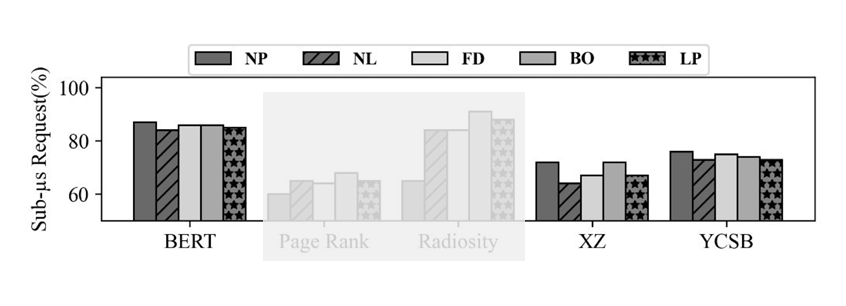 NP NL FD BO LP
Sub-μs Request(%)
100
80
60
BERT Page Rank Radiosity XZ YCSB